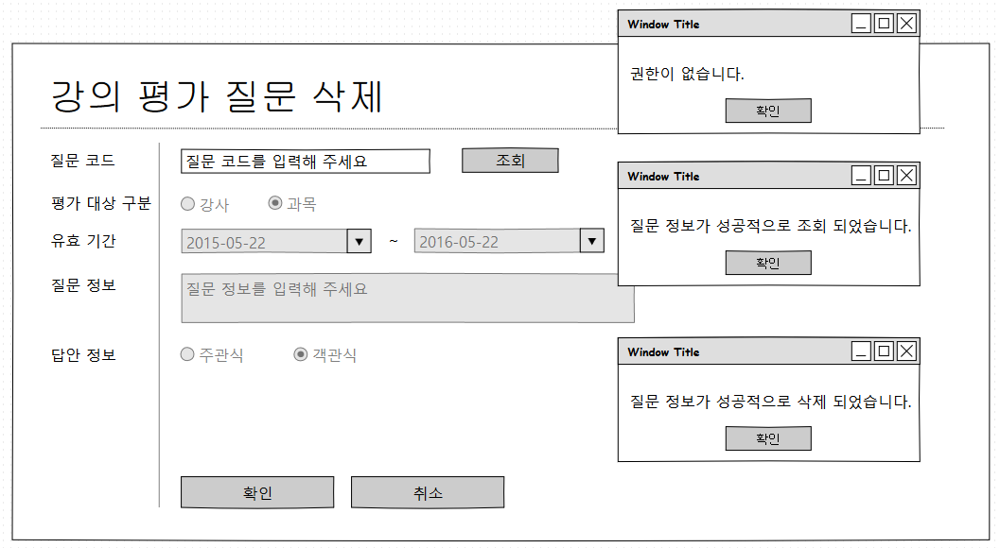 Window Title
권한이 없습니다.
확인
강의 평가 질문 삭제
질문 코드
질문 코드를 입력해 주세요
조회
Window Title
질문 정보가 성공적으로 조회 되었습니다.
확인
평가 대상 구분
강사
과목
유효 기간
2015-05-22
~
2016-05-22
질문 정보
질문 정보를 입력해 주세요
답안 정보
주관식
객관식
Window Title
질문 정보가 성공적으로 삭제 되었습니다.
확인
확인
취소